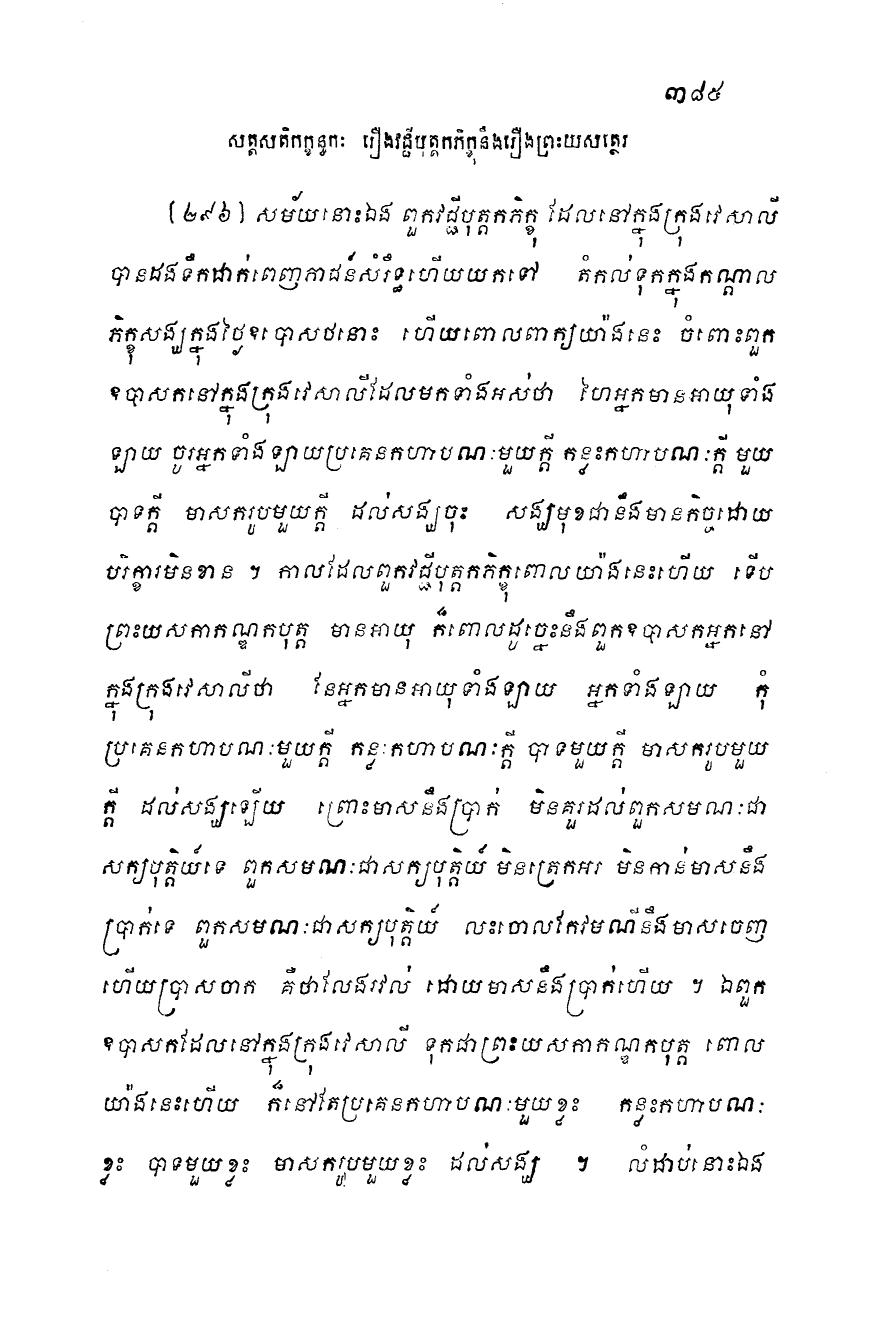 ៣៨៥
សត្តសតិកក្ខន្ធកៈ រឿងវជ្ជីបុត្តកភិក្ខុនឹងរឿងព្រះយសត្ថេរ
(២៩៦) សម័យនោះឯង ពួកវជ្ជីបុត្តកភិក្ខុ ដែលនៅក្នុងក្រុងវេសាលី
បានដងទឹកដាក់ពេញភាជន៍សំរឹទ្ធហើយយកទៅ តំកល់ទុកក្នុងកណ្តាល
ភិក្ខុសង្ឃក្នុងថ្ងៃឧបោសថនោះ ហើយពោលពាក្យយ៉ាងនេះ ចំពោះពួក
ឧបាសកនៅក្នុងក្រុងវេសាលីដែលមកទាំងអស់ថា ហៃអ្នកមានអាយុទាំង
ឡាយ ចូរអ្នកទាំងឡាយប្រគេនកហាបណៈមួយក្តី កន្លះកហាបណៈក្តី មួយ
បាទក្តី មាសករូបមួយក្តី ដល់សង្ឃចុះ សង្ឃមុខជានឹងមានកិច្ចដោយ
បរិក្ខារមិនខាន ។ កាលដែលពួកវជ្ជីបុត្តកភិក្ខុពោលយ៉ាងនេះហើយ ទើប
ព្រះយសកាកណ្ឌកបុត្ត មានអាយុ ក៏ពោលដូច្នេះនឹងពួកឧបាសកអ្នកនៅ
ក្នុងក្រុងវេសាលីថា នែអ្នកមានអាយុទាំងឡាយ អ្នកទាំងឡាយ កុំ
ប្រគេនកហាបណៈមួយក្តី កន្លៈកហាបណៈក្តី បាទមួយក្តី មាសករូបមួយ
ក្តី ដល់សង្ឃឡើយ ព្រោះមាសនឹងប្រាក់ មិនគួរដល់ពួកសមណៈជា
សក្យបុត្តិយ៍ទេ ពួកសមណៈជាសក្យបុត្តិយ៍ មិនត្រេកអរ មិនកាន់មាសនឹង
ប្រាក់ទេ ពួកសមណៈជាសក្យបុត្តិយ៍ លះចោលកែវមណីនឹងមាសចេញ
ហើយប្រាសចាក គឺថាលែងវល់ ដោយមាសនឹងប្រាក់ហើយ ។ ឯពួក
ឧបាសកដែលនៅក្នុងក្រុងវេសាលី ទុកជាព្រះយសកាកណ្ឌកបុត្ត ពោល
យ៉ាងនេះហើយ ក៏នៅតែប្រគេនកហាបណៈមួយខ្លះ កន្លះកហាបណៈ
ខ្លះ បាទមួយខ្លះ មាសករូបមួយខ្លះ ដល់សង្ឃ ។ លំដាប់នោះឯង